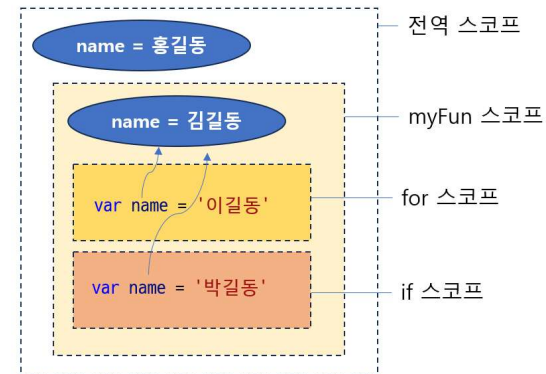 전역 스코프
name = 홍길동
name = 김길동
myFun 스코프
var name = '이길동'
for 스코프
var name = '박길동'
if 스코프